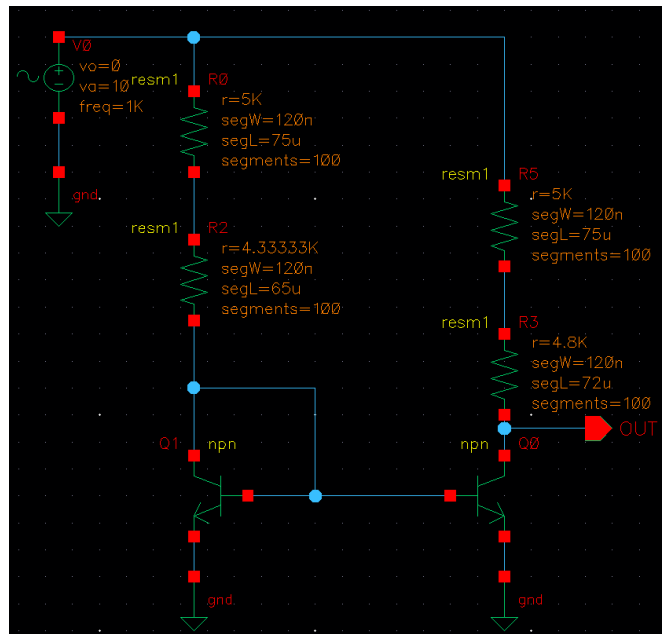 V0
vo=0
va=10
freq=1K
gnd
resm1
R0
r=5K
segW=120n
segL=75u
segments=100
resm1
R2
r=4.33333K
segW=120n
segL=65u
segments=100
resm1
R5
r=5K
segW=120n
segL=75u
segments=100
resm1
R3
r=4.8K
segW=120n
segL=72u
segments=100
OUT
Q1
npn
npn
Q0
gnd
gnd